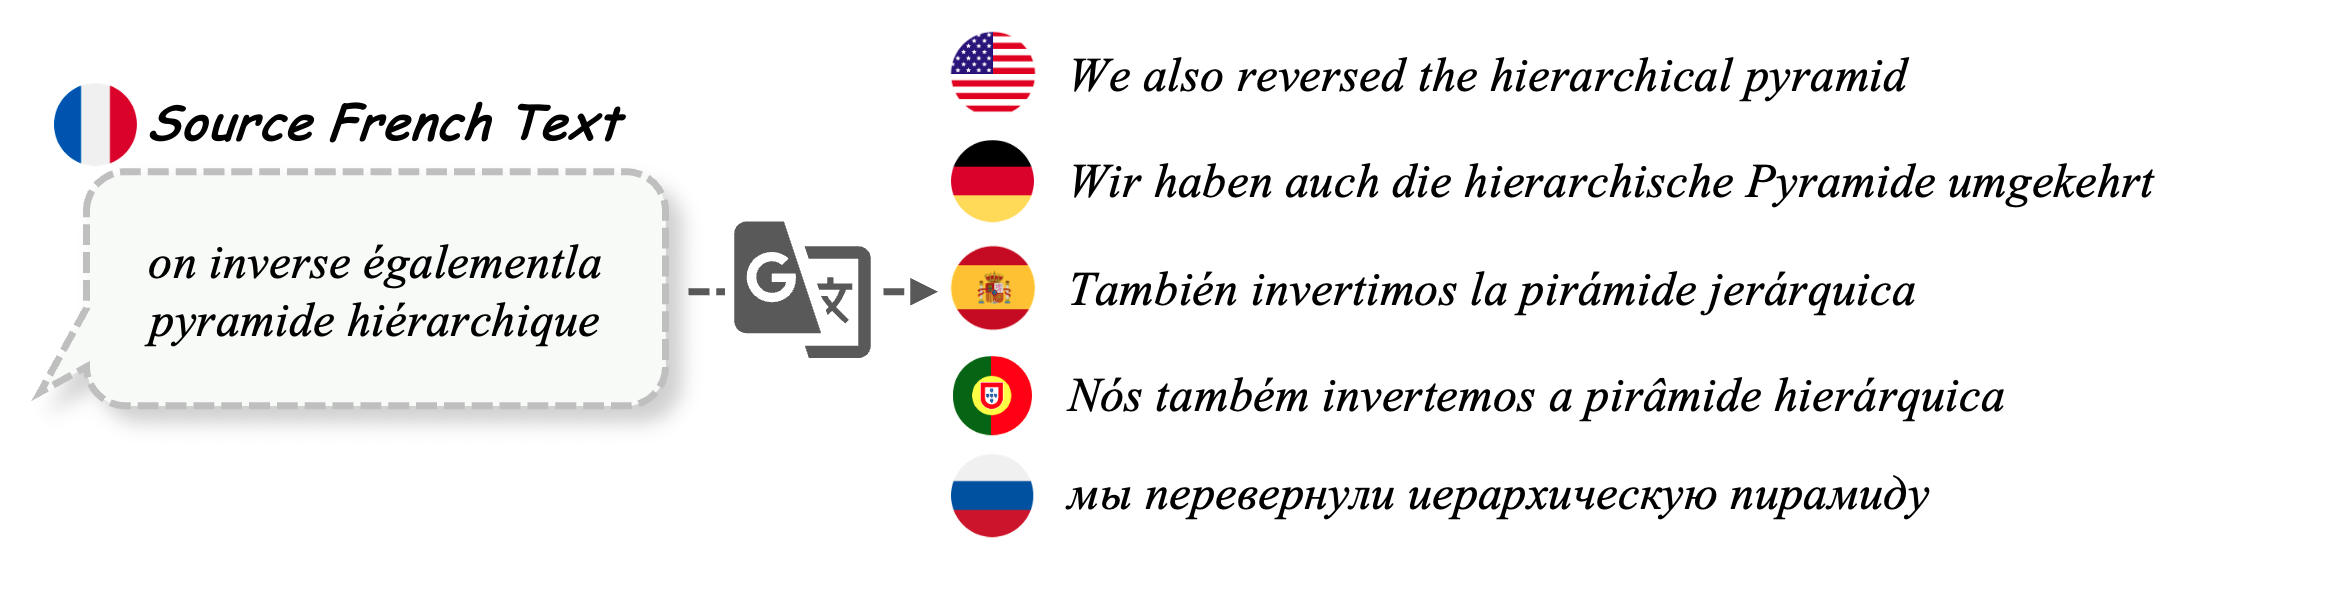 Source French Text
on inverse égalementla
pyramide hiérarchique
G 文
We also reversed the hierarchical pyramid
Wir haben auch die hierarchische Pyramide umgekehrt
También invertimos la pirámide jerárquica
Nós também invertemos a pirâmide hierárquica
мы перевернули иерархическую пирамиду